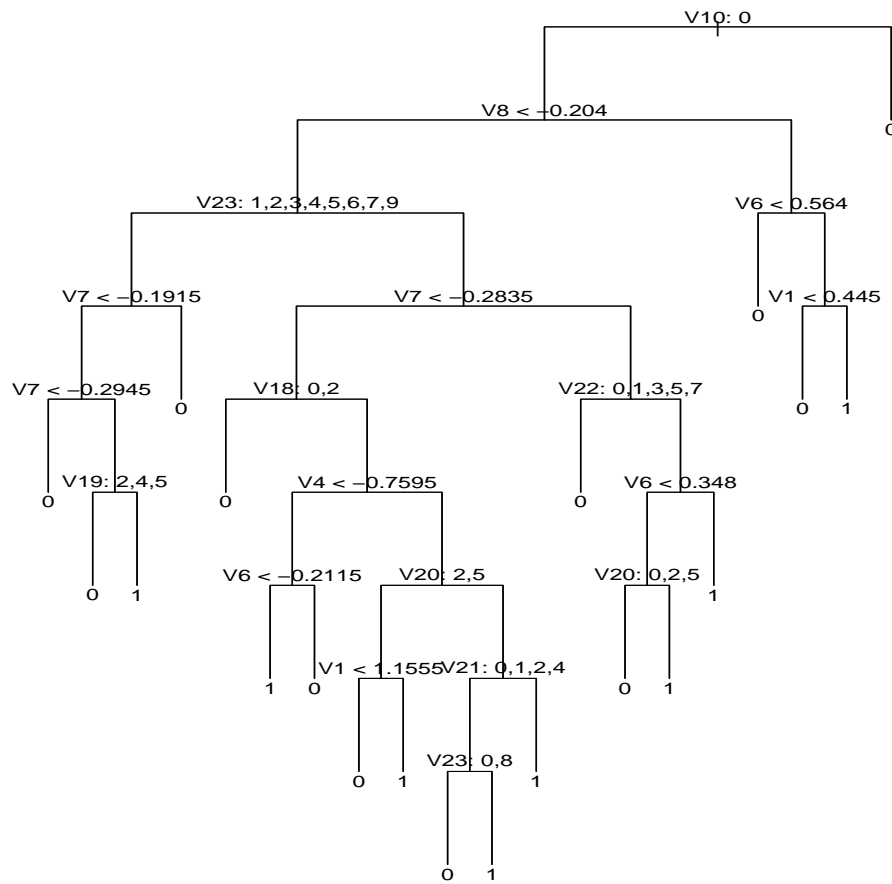 V10: 0
V8 < −0.204
0
V23: 1,2,3,4,5,6,7,9
V6 < 0.564
V7 < −0.1915
V7 < −0.2835
0
V1 < 0.445
V7 < −0.2945
0
V18: 0,2
V22: 0,1,3,5,7
0
1
0
V19: 2,4,5
0
V4 < −0.7595
0
V6 < 0.348
0
1
V6 < −0.2115
V20: 2,5
V20: 0,2,5
1
1
0
V1 < 1.1555
V21: 0,1,2,4
0
1
0
1
V23: 0,8
1
0
1